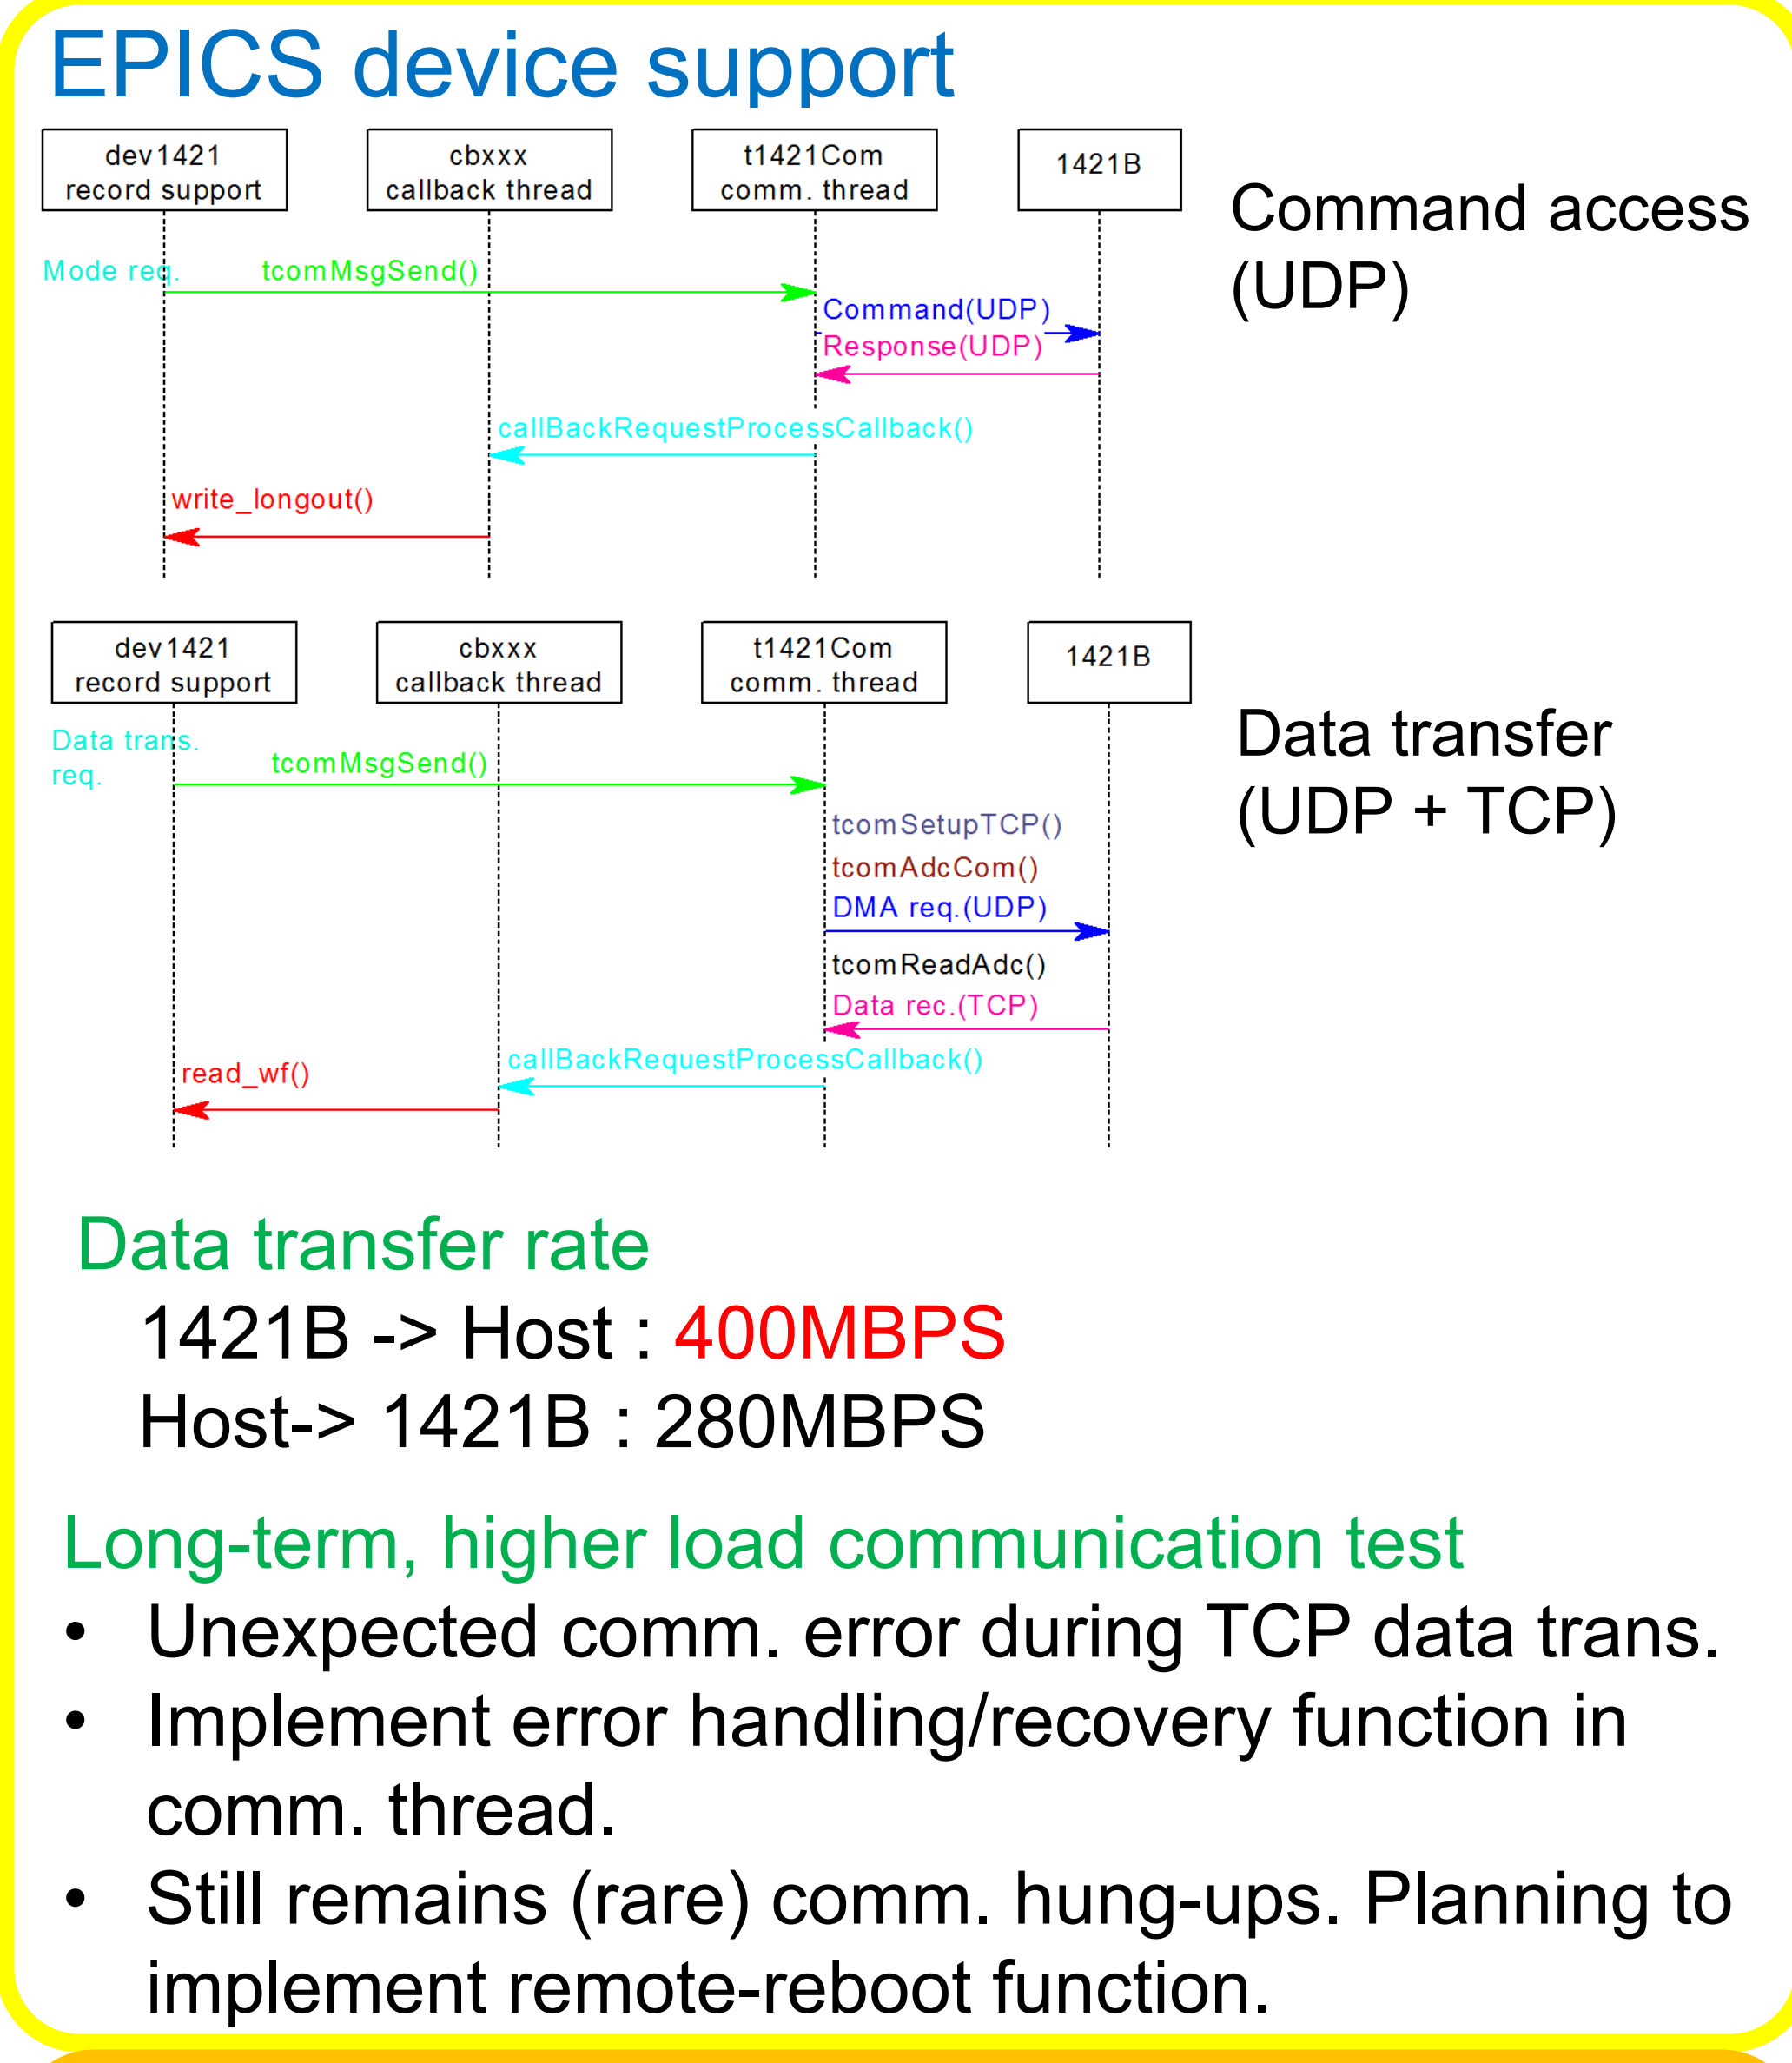 EPICS device support
dev1421
record support
cbxxx
callback thread
t1421Com
comm. thread
1421B
Command access
(UDP)
Mode req.
tcomMsgSend()
Command(UDP)
Response(UDP)
callBackRequestProcessCallback()
write_longout()
dev1421
record support
cbxxx
callback thread
t1421Com
comm. thread
1421B
Data transfer
(UDP + TCP)
Data trans.
req.
tcomMsgSend()
tcomSetupTCP()
tcomAdcCom()
DMA req.(UDP)
tcomReadAdc()
Data rec.(TCP)
callBackRequestProcessCallback()
read_wf()
Data transfer rate
1421B -> Host : 400MBPS
Host-> 1421B : 280MBPS
Long-term, higher load communication test
• Unexpected comm. error during TCP data trans.
• Implement error handling/recovery function in
comm. thread.
• Still remains (rare) comm. hung-ups. Planning to
implement remote-reboot function.